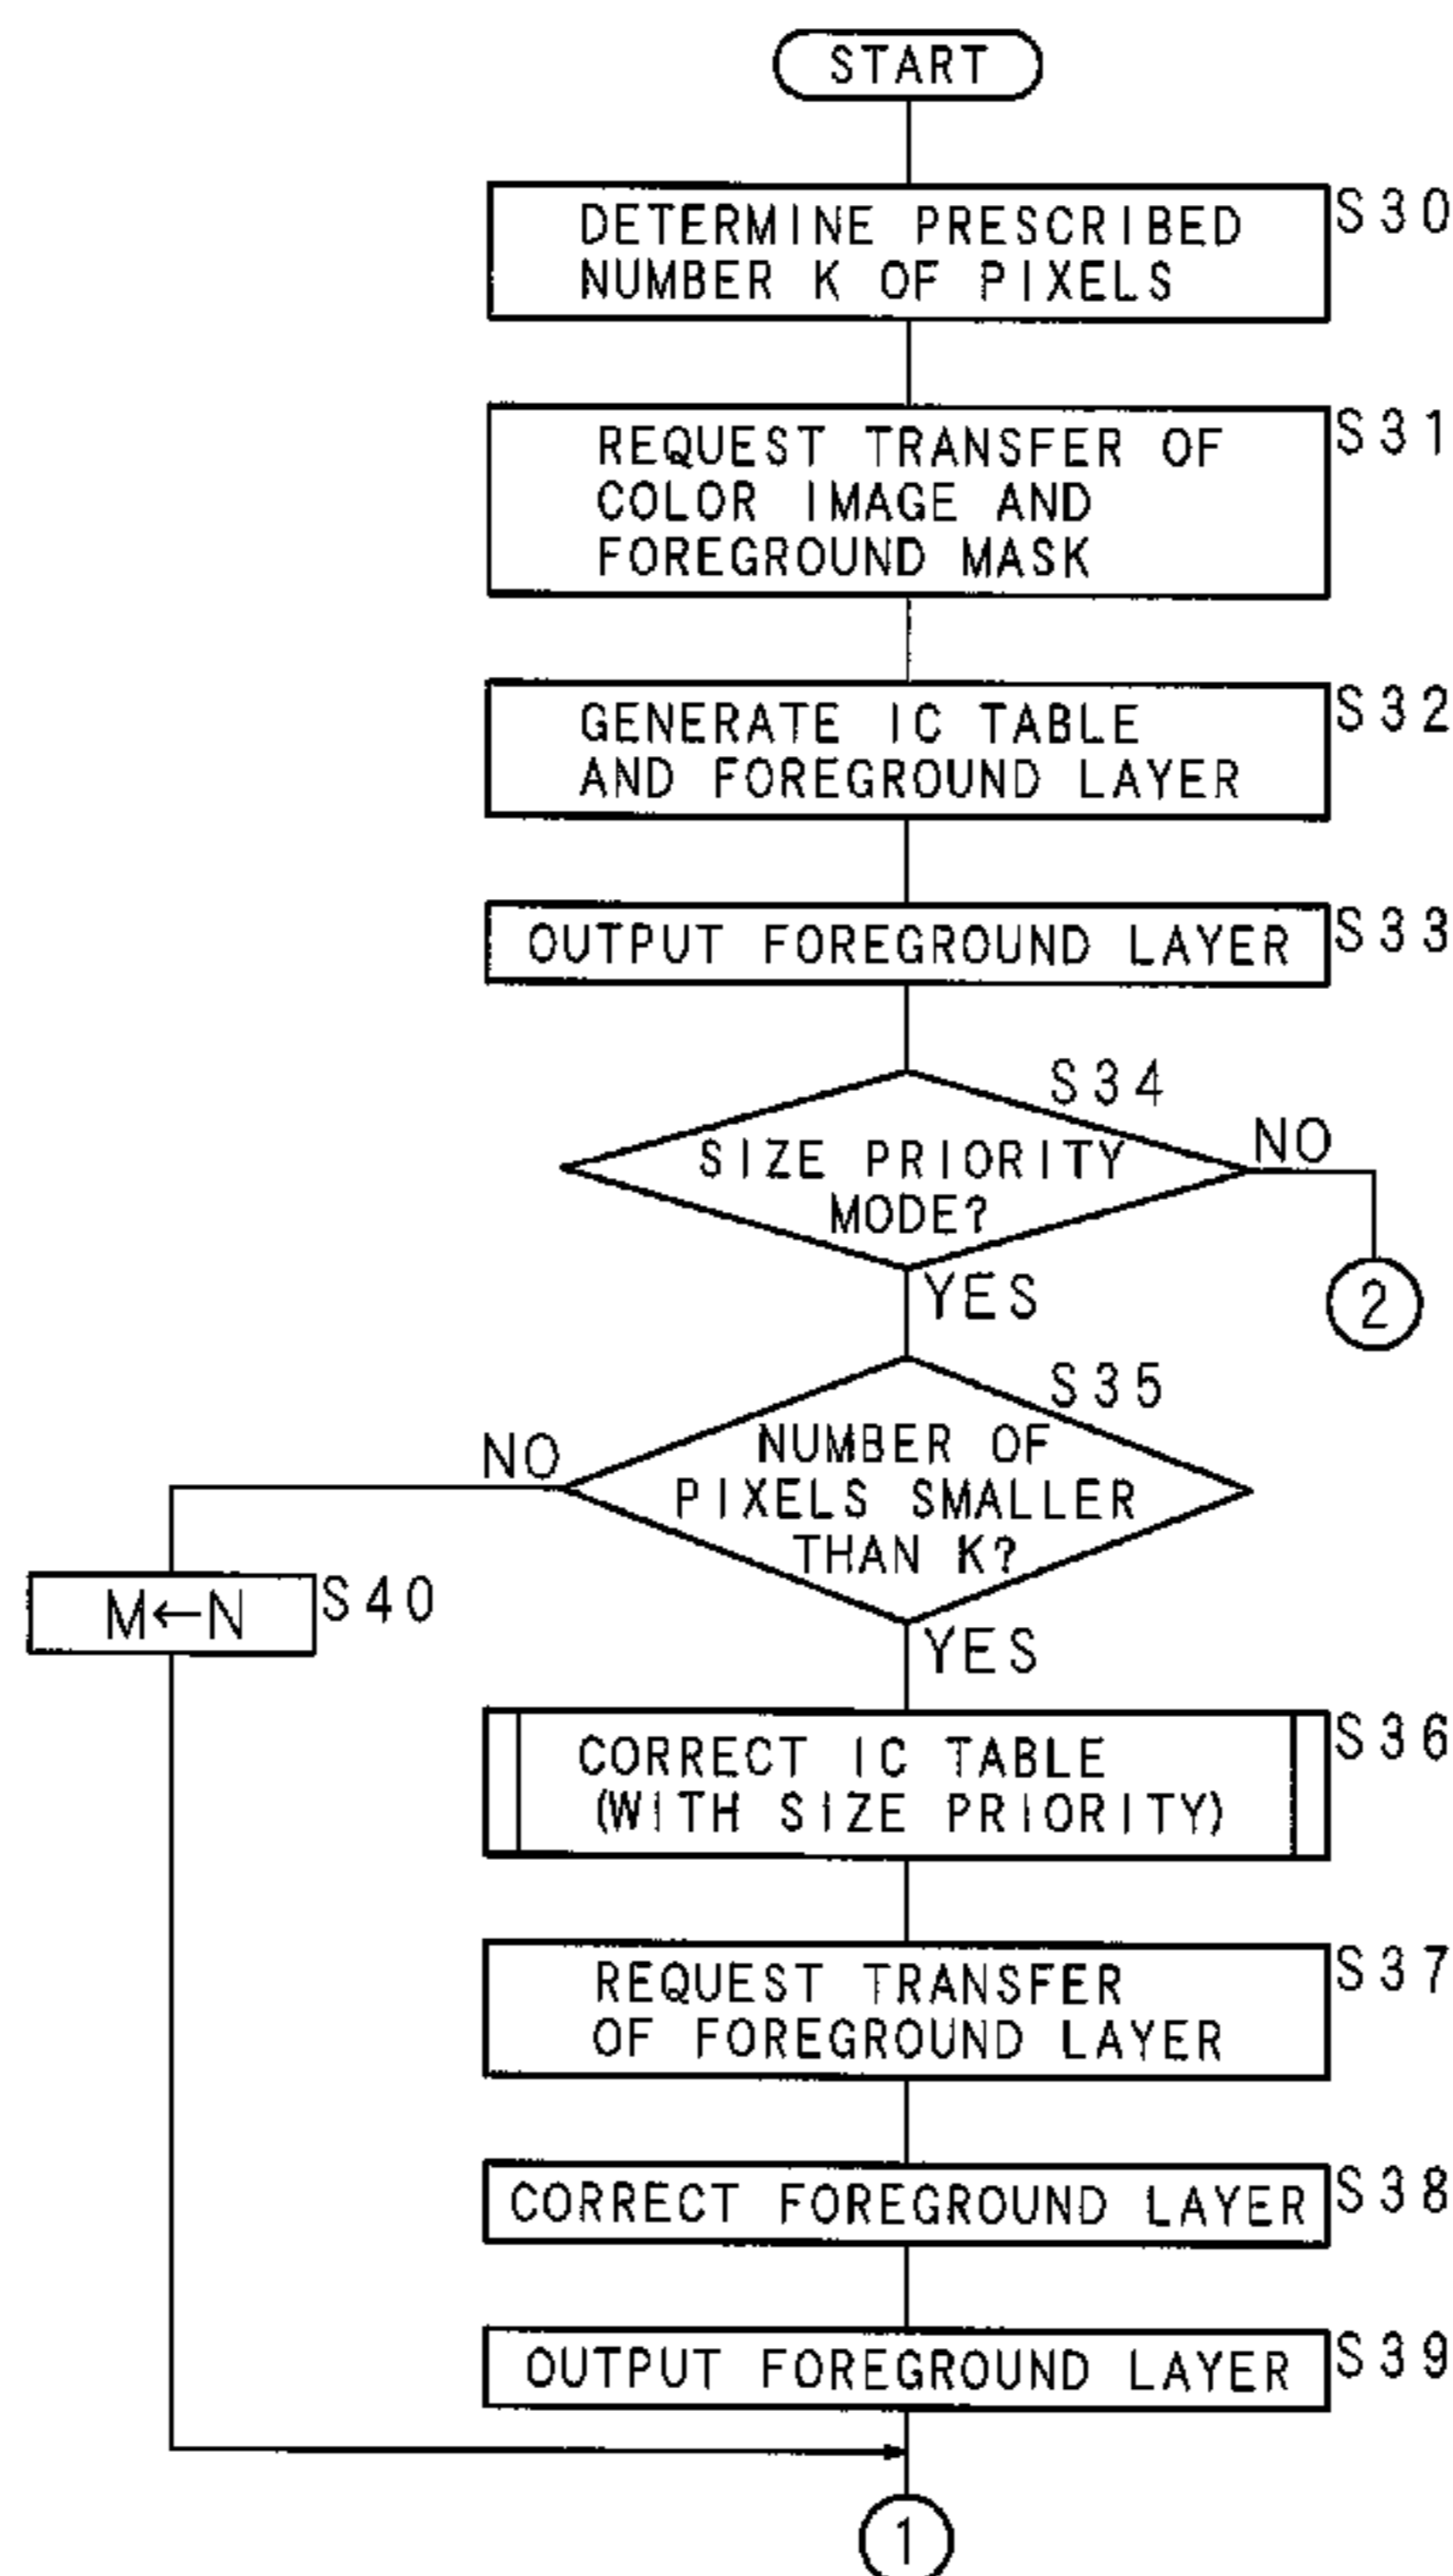 START
S30
DETERMINE PRESCRIBED
NUMBER K OF PIXELS
S31
REQUEST TRANSFER OF
COLOR IMAGE AND
FOREGROUND MASK
S32
GENERATE IC TABLE
AND FOREGROUND LAYER
S33
OUTPUT FOREGROUND LAYER
S34
SIZE PRIORITY
MODE?
NO
2
YES
S35
NUMBER OF
PIXELS SMALLER
THAN K?
NO
S40
M←N
YES
S36
CORRECT IC TABLE
(WITH SIZE PRIORITY)
S37
REQUEST TRANSFER
OF FOREGROUND LAYER
S38
CORRECT FOREGROUND LAYER
S39
OUTPUT FOREGROUND LAYER
1